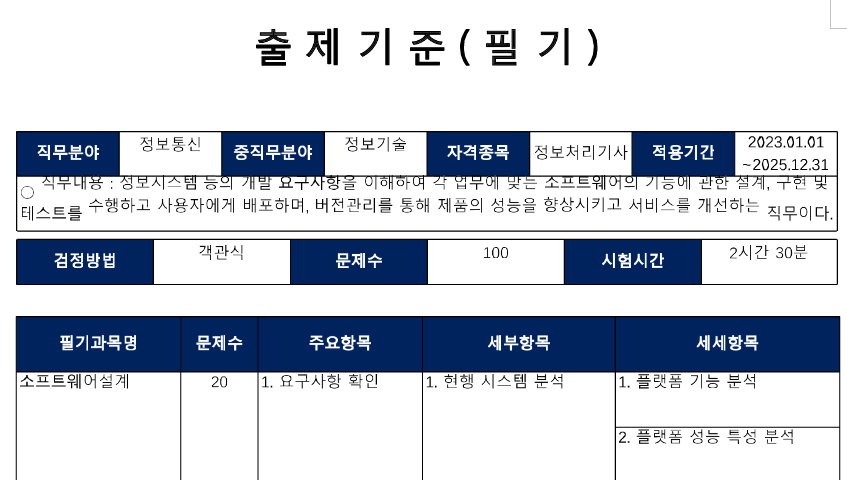 출 제 기 준 ( 필 기 )
직무분야 정보통신 중직무분야 정보기술 자격종목 정보처리기사 적용기간 2023.01.01 ~2025.12.31
○ 직무내용 : 정보시스템 등의 개발 요구사항을 이해하여 각 업무에 맞는 소프트웨어의 기능에 관한 설계, 구현 및
테스트를 수행하고 사용자에게 배포하며, 버전관리를 통해 제품의 성능을 향상시키고 서비스를 개선하는 직무이다.
검정방법 객관식 문제수 100 시험시간 2시간 30분
필기과목명 문제수 주요항목 세부항목 세세항목
소프트웨어설계 20 1. 요구사항 확인 1. 현행 시스템 분석 1. 플랫폼 기능 분석
2. 플랫폼 성능 특성 분석